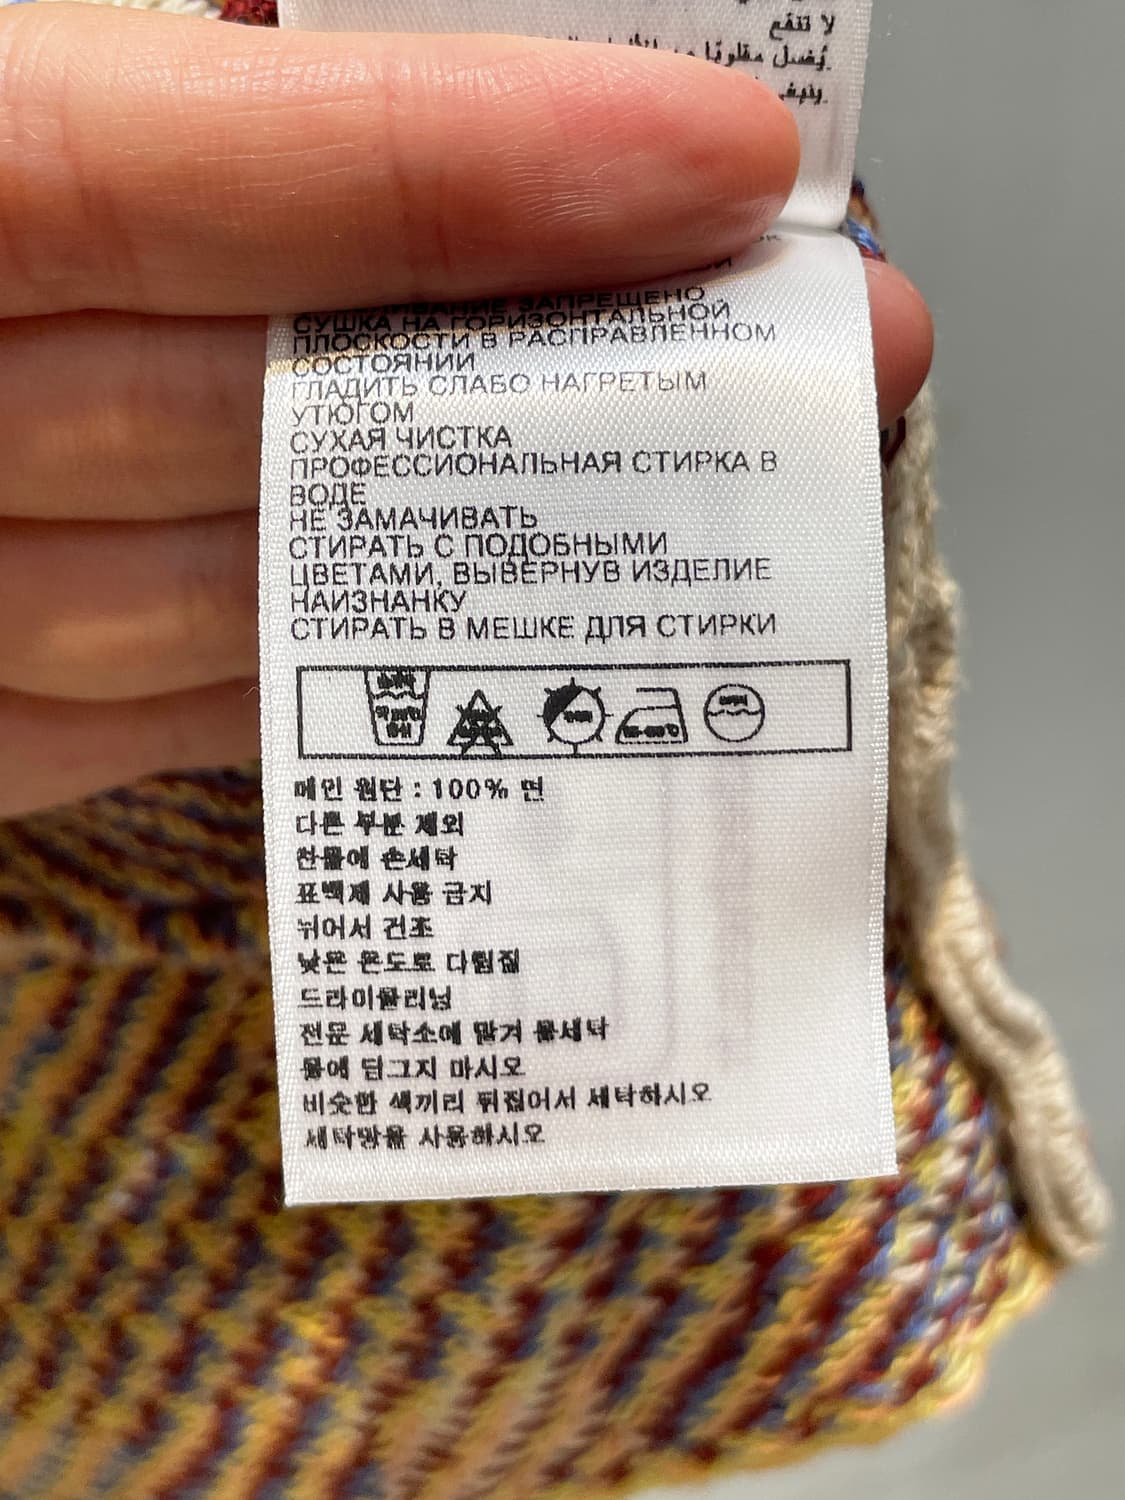 لا تنقع
يُغسل مقلوبًا
ЗАПРЕЩЕНО
СУШКА НА ГОРИЗОНТАЛЬНОЙ
ПЛОСКОСТИ В РАСПРАВЛЕННОМ
СОСТОЯНИИ
ГЛАДИТЬ СЛАБО НАГРЕТЫМ
УТЮГОМ
СУХАЯ ЧИСТКА
ПРОФЕССИОНАЛЬНАЯ СТИРКА В
ВОДЕ
НЕ ЗАМАЧИВАТЬ
СТИРАТЬ С ПОДОБНЫМИ
ЦВЕТАМИ, ВЫВЕРНУВ ИЗДЕЛИЕ
НАИЗНАНКУ
СТИРАТЬ В МЕШКЕ ДЛЯ СТИРКИ
메인 원단 : 100% 면
다른 부분 제외
찬물에 손세탁
표백제 사용 금지
뉘어서 건조
낮은 온도로 다림질
드라이클리닝
전문 세탁소에 맡겨 물세탁
물에 담그지 마시오
비슷한 색끼리 뒤집어서 세탁하시오
세탁망을 사용하시오